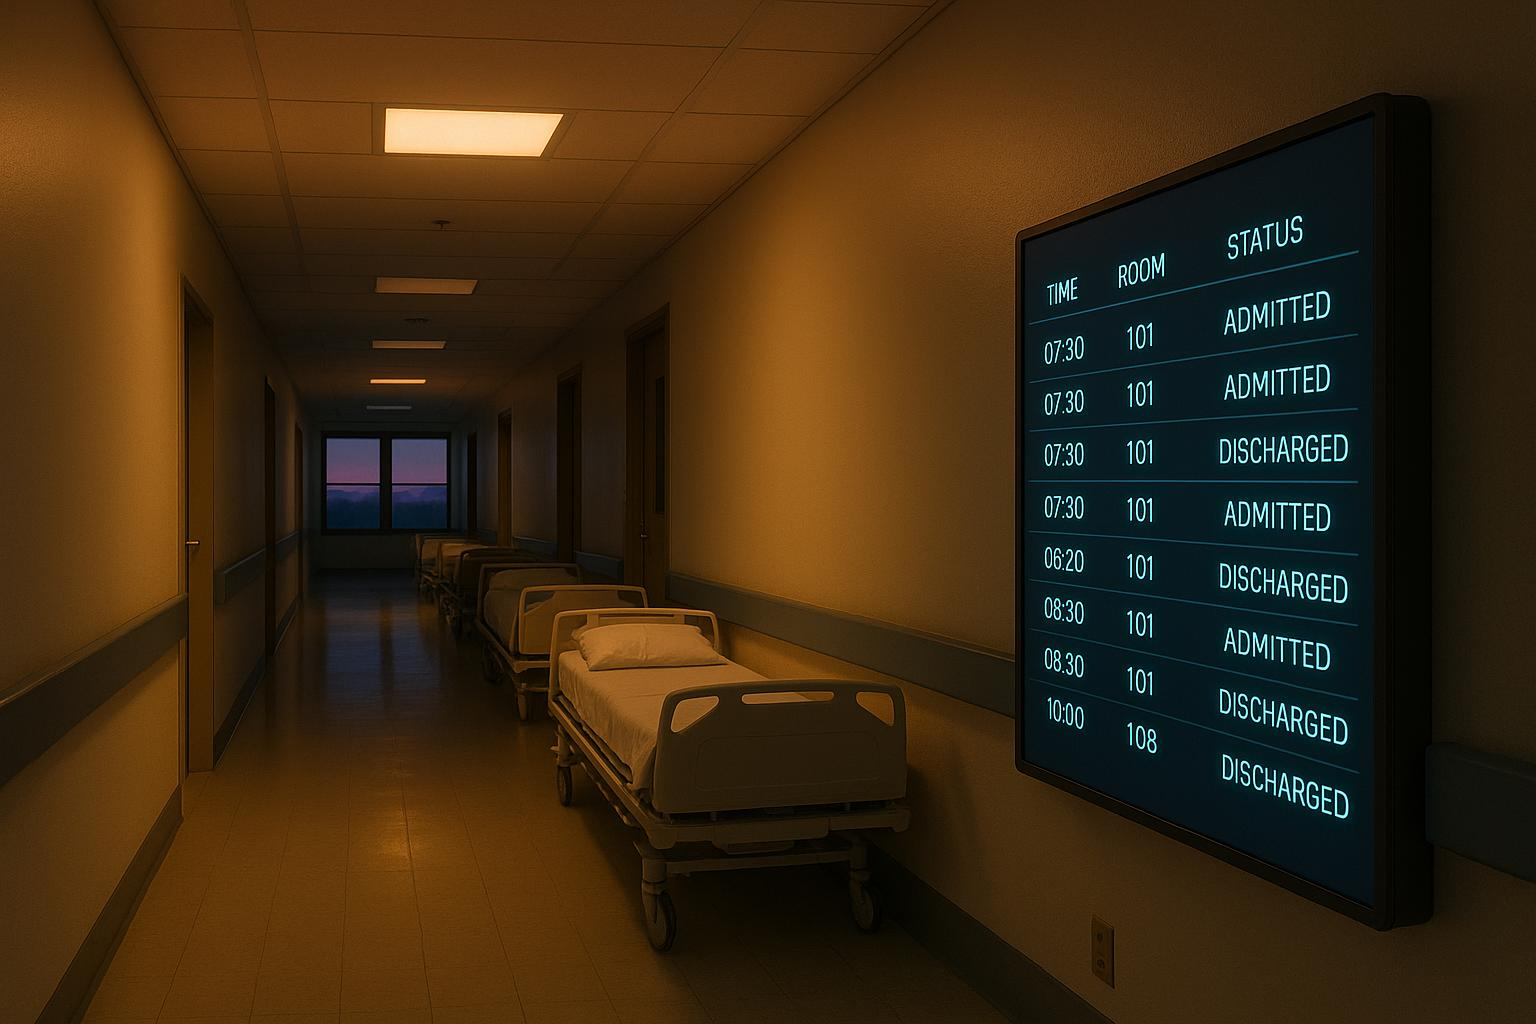 TIME ROOM STATUS
07:30 101 ADMITTED
07.30 101 ADMITTED
07:30 101 DISCHARGED
07:30 101 ADMITTED
06:20 101 DISCHARGED
08:30 101 ADMITTED
08.30 101 DISCHARGED
10:00 108 DISCHARGED